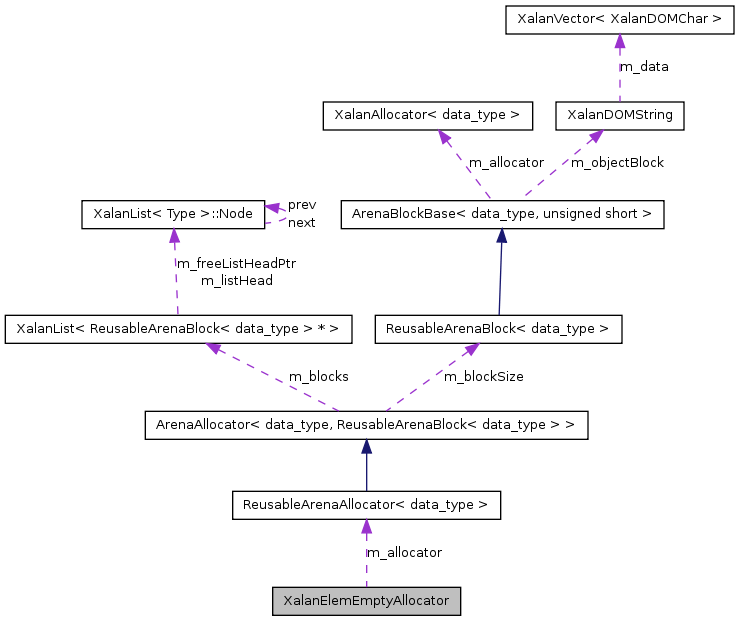 XalanVector< XalanDOMChar >
m_data
XalanAllocator< data_type >
XalanDOMString
m_allocator
m_objectBlock
XalanList< Type >::Node
prev
next
ArenaBlockBase< data_type, unsigned short >
m_freeListHeadPtr
m_listHead
XalanList< ReusableArenaBlock< data_type > * >
ReusableArenaBlock< data_type >
m_blocks
m_blockSize
ArenaAllocator< data_type, ReusableArenaBlock< data_type > >
ReusableArenaAllocator< data_type >
m_allocator
XalanElemEmptyAllocator